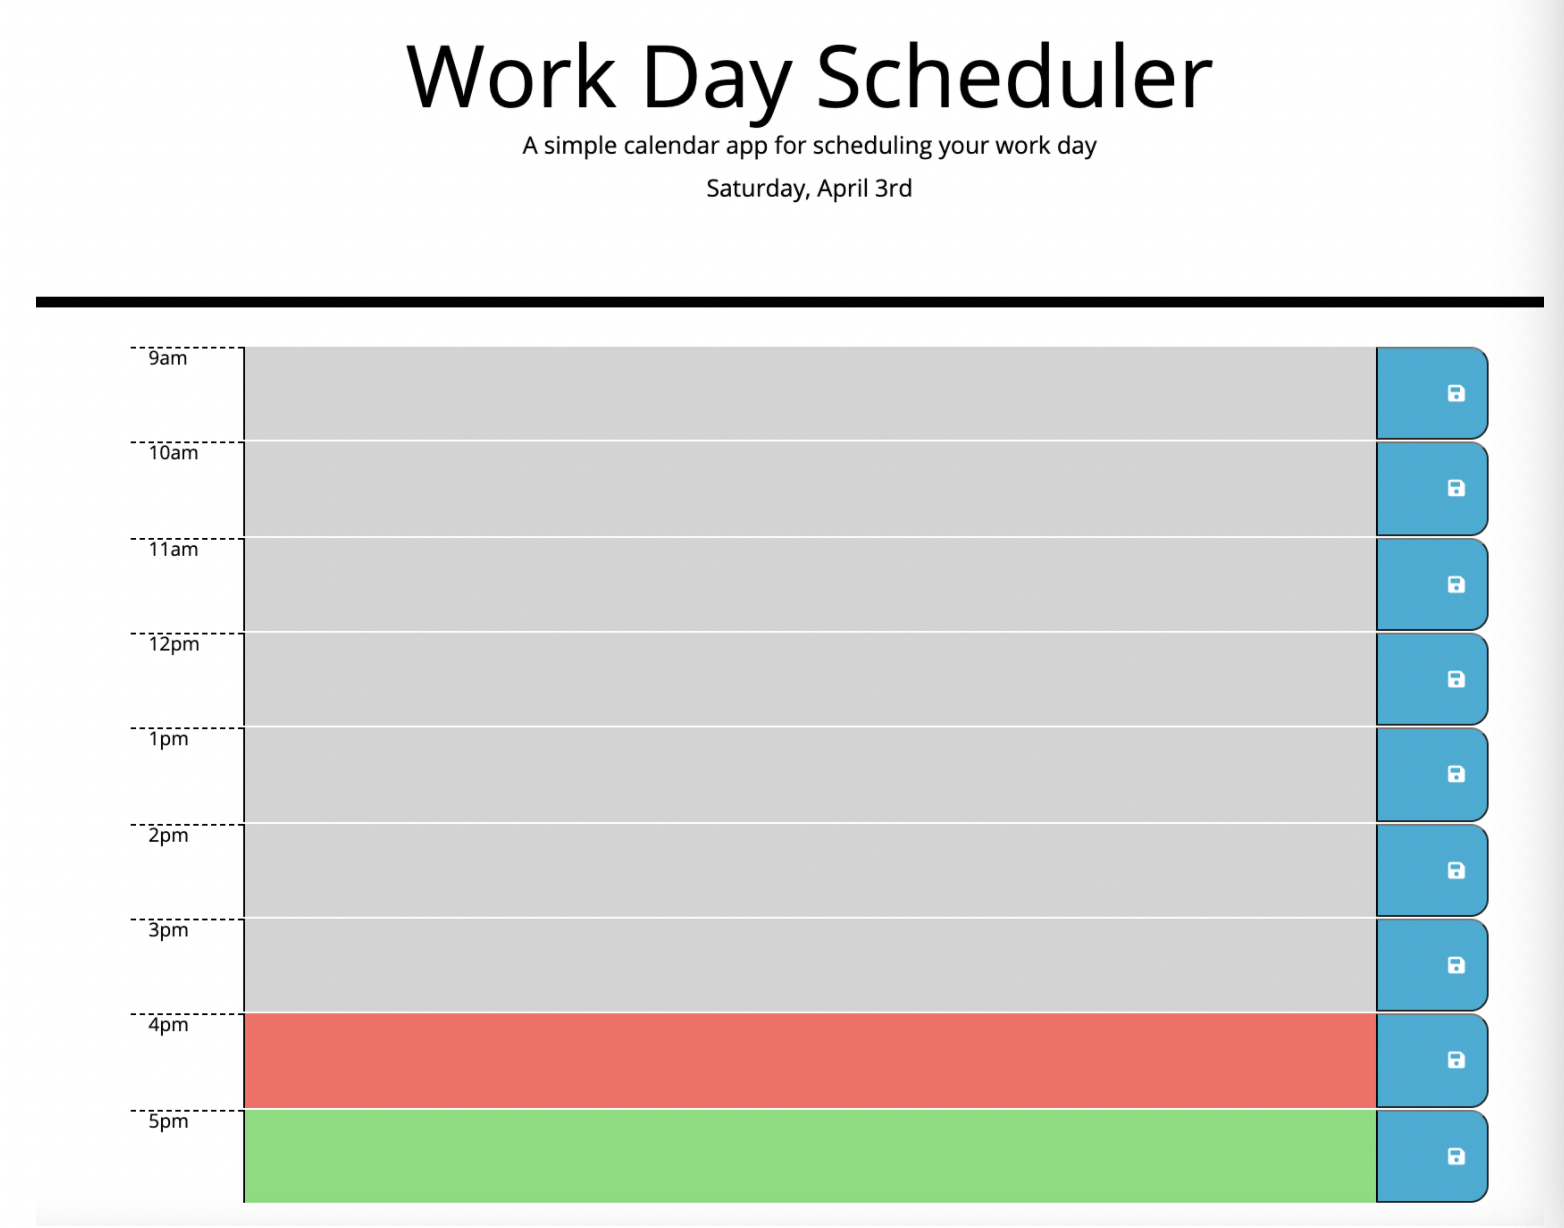 Work Day Scheduler
A simple calendar app for scheduling your work day
Saturday, April 3rd
9am
10am
11am
12pm
1pm
2pm
3pm
4pm
5pm